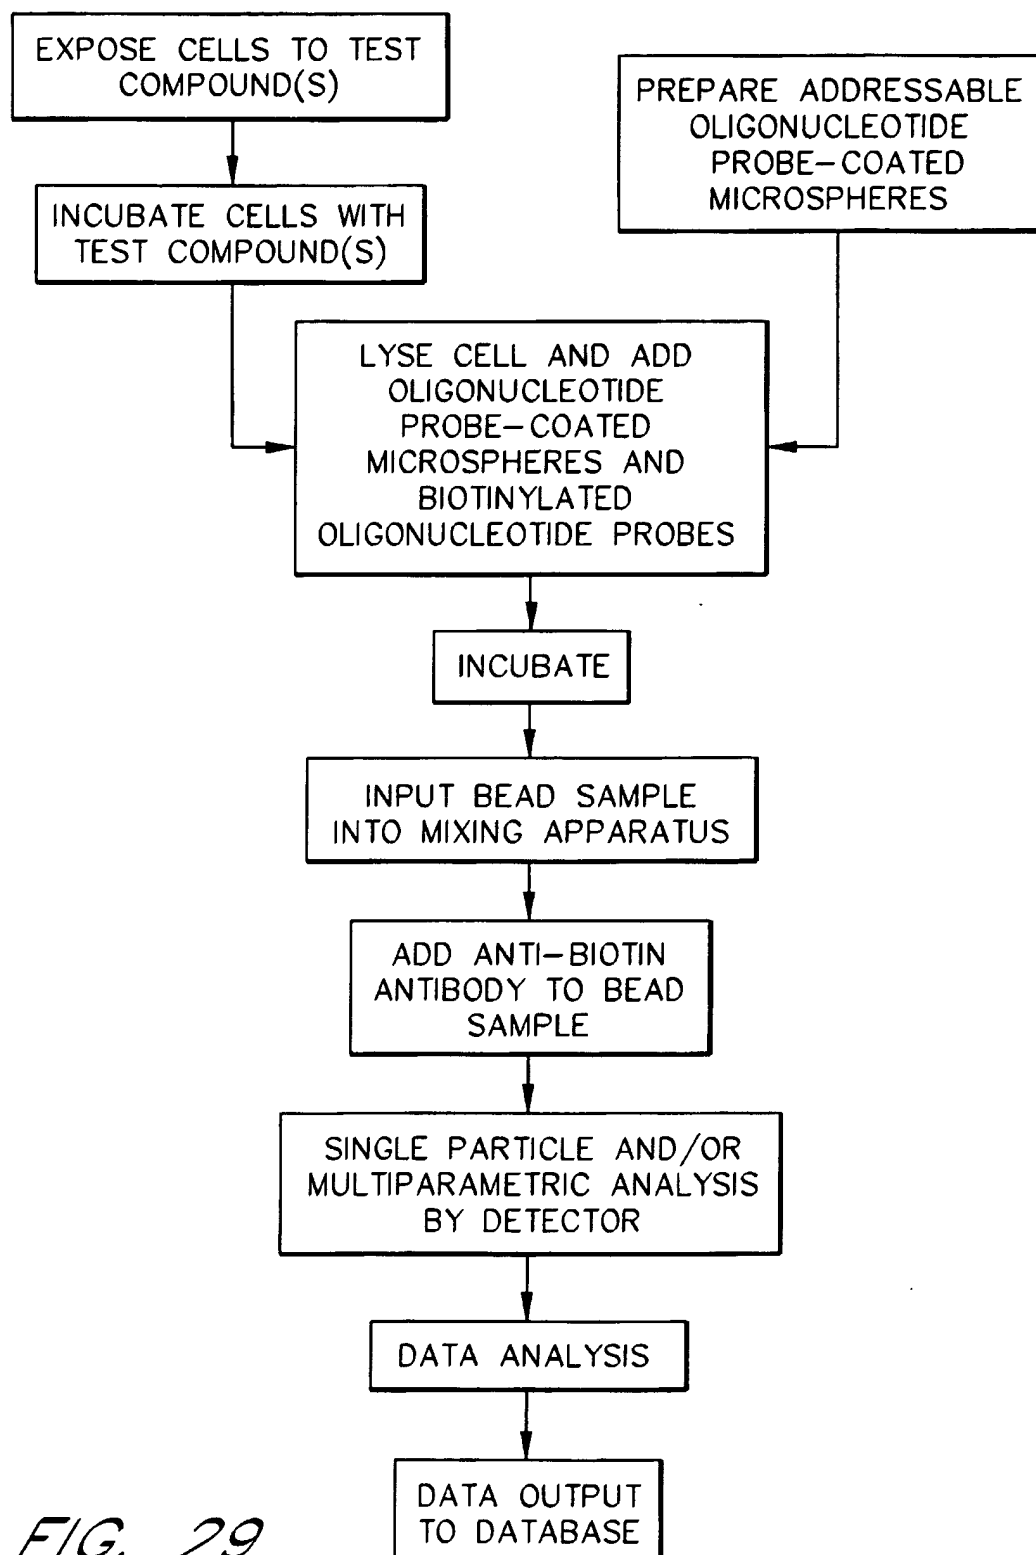 EXPOSE CELLS TO TEST
COMPOUND(S)
PREPARE ADDRESSABLE
OLIGONUCLEOTIDE
PROBE-COATED
MICROSPHERES
INCUBATE CELLS WITH
TEST COMPOUND(S)
LYSE CELL AND ADD
OLIGONUCLEOTIDE
PROBE-COATED
MICROSPHERES AND
BIOTINYLATED
OLIGONUCLEOTIDE PROBES
INCUBATE
INPUT BEAD SAMPLE
INTO MIXING APPARATUS
ADD ANTI-BIOTIN
ANTIBODY TO BEAD
SAMPLE
SINGLE PARTICLE AND/OR
MULTIPARAMETRIC ANALYSIS
BY DETECTOR
DATA ANALYSIS
DATA OUTPUT
TO DATABASE
FIG. 29